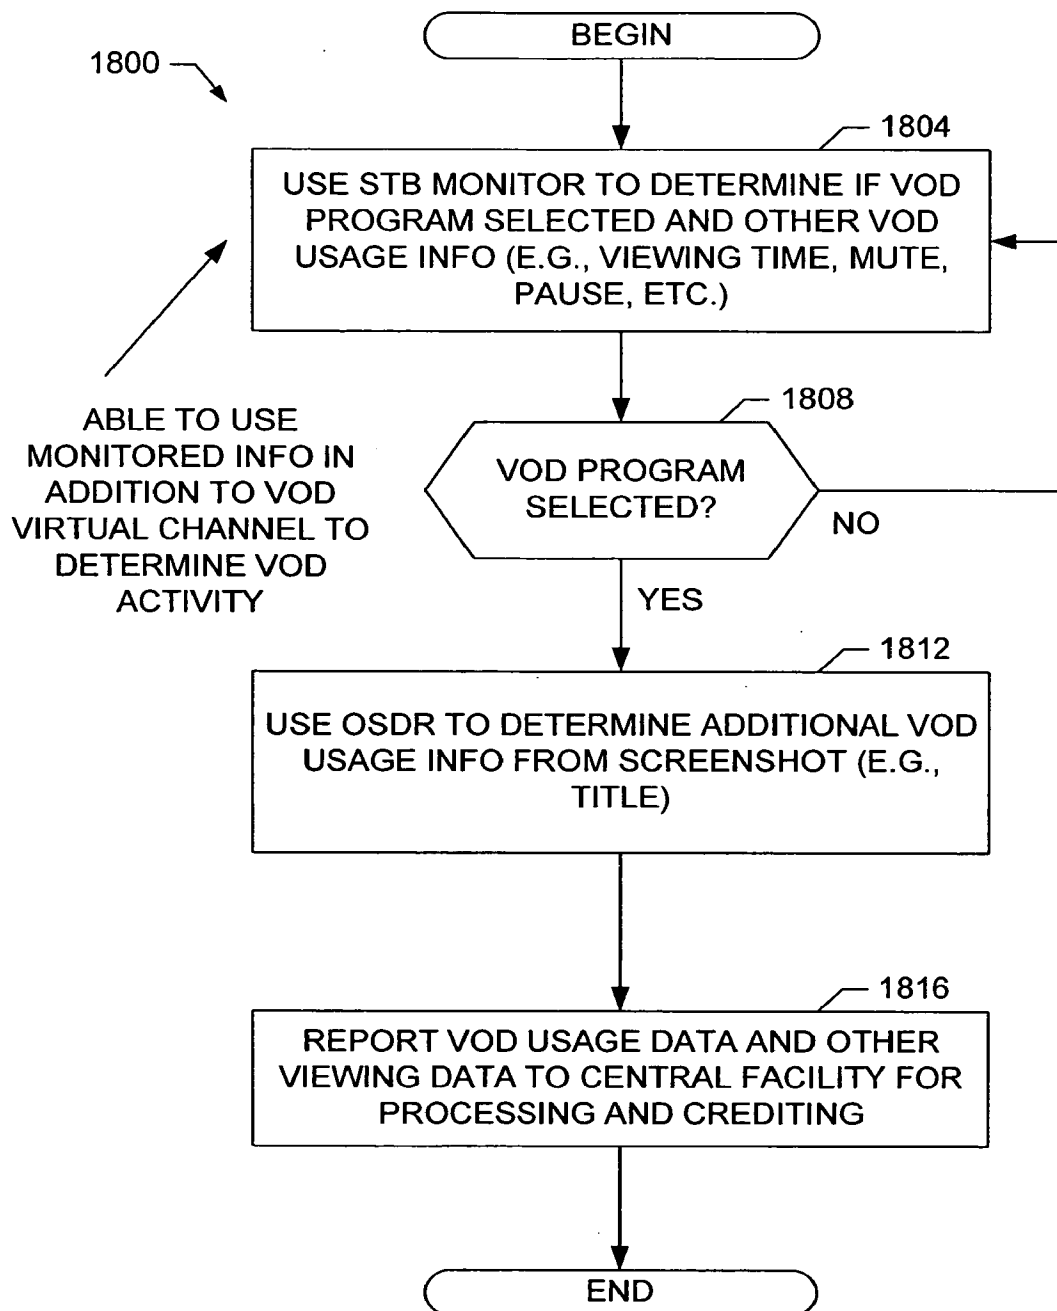 BEGIN
1800
1804
USE STB MONITOR TO DETERMINE IF VOD
PROGRAM SELECTED AND OTHER VOD
USAGE INFO (E.G., VIEWING TIME, MUTE,
PAUSE, ETC.)
ABLE TO USE
MONITORED INFO IN
ADDITION TO VOD
VIRTUAL CHANNEL TO
DETERMINE VOD
ACTIVITY
1808
VOD PROGRAM
SELECTED?
NO
YES
1812
USE OSDR TO DETERMINE ADDITIONAL VOD
USAGE INFO FROM SCREENSHOT (E.G.,
TITLE)
1816
REPORT VOD USAGE DATA AND OTHER
VIEWING DATA TO CENTRAL FACILITY FOR
PROCESSING AND CREDITING
END